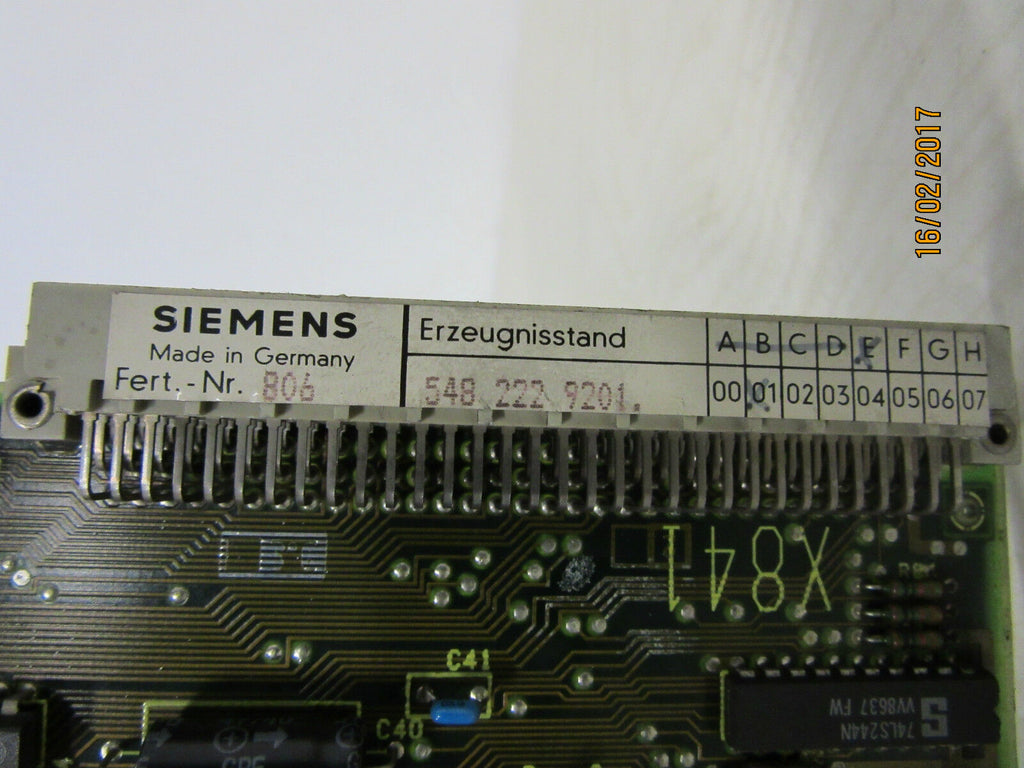 16/02/2017
SIEMENS
Made in Germany
Fert.-Nr. 806
Erzeugnisstand
548 222 9201.
A B C D E F G H
00 01 02 03 04 05 06 07
X841
C41
C40
74LS244N
W8637 FW